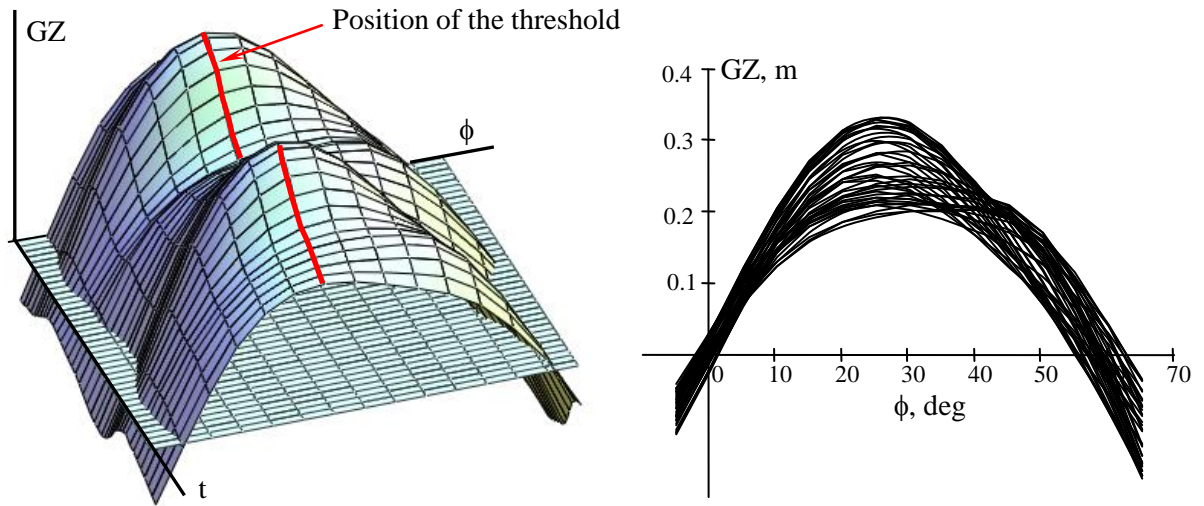 GZ
Position of the threshold
ϕ
t
GZ, m
0.4
0.3
0.2
0.1
0 10 20 30 40 50 70
ϕ, deg